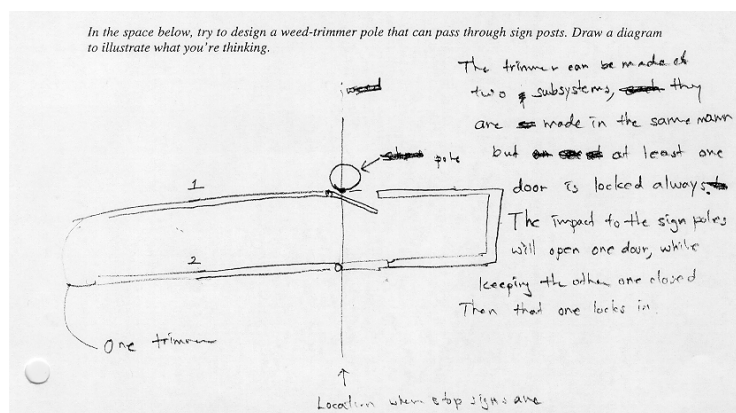 In the space below, try to design a weed-trimmer pole that can pass through sign posts. Draw a diagram
to illustrate what you're thinking.
The trimmer can be made of
two subsystems, they
are made in the same mann
but at least one
door is locked always
The impact to the sign poles
will open one door, while
keeping the other one closed
Then that one locks in.
pole
1
2
One trimmer
Location where stop signs are